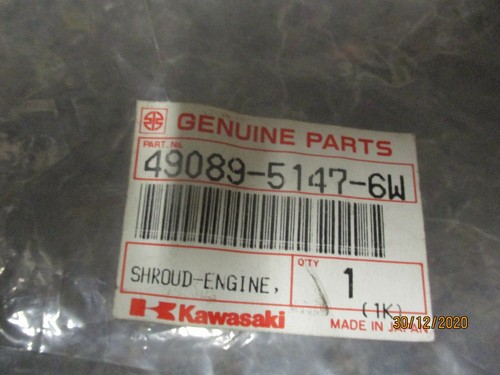 GENUINE PARTS
PART. No.
49089-5147-6W
SHROUD-ENGINE,
Q'TY
1
(1K)
Kawasaki
MADE IN JAPAN
30/12/2020